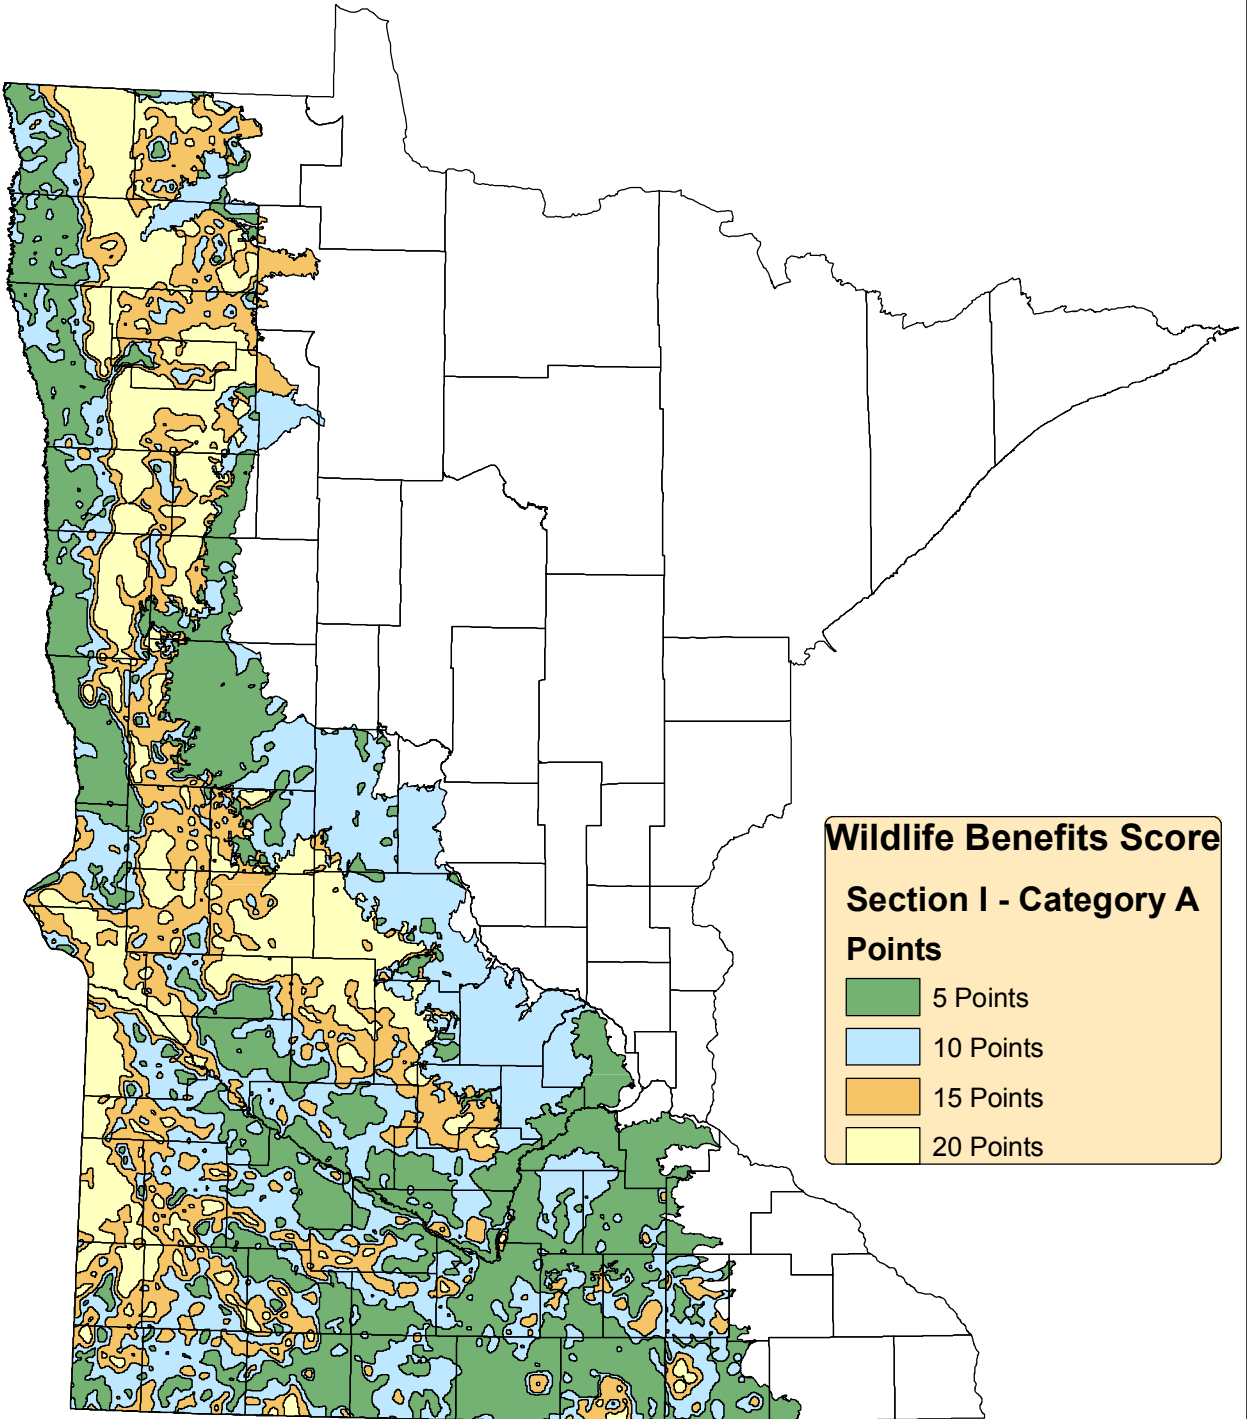 Wildlife Benefits Score
Section I - Category A
Points
5 Points
10 Points
15 Points
20 Points